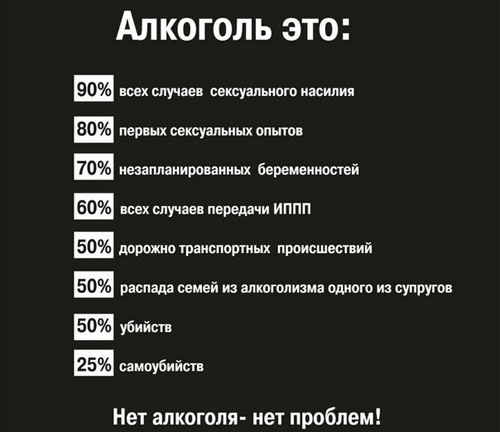 Алкоголь это:
90% всех случаев сексуального насилия
80% первых сексуальных опытов
70% незапланированных беременностей
60% всех случаев передачи ИППП
50% дорожно транспортных происшествий
50% распада семей из алкоголизма одного из супругов
50% убийств
25% самоубийств
Нет алкоголя- нет проблем!